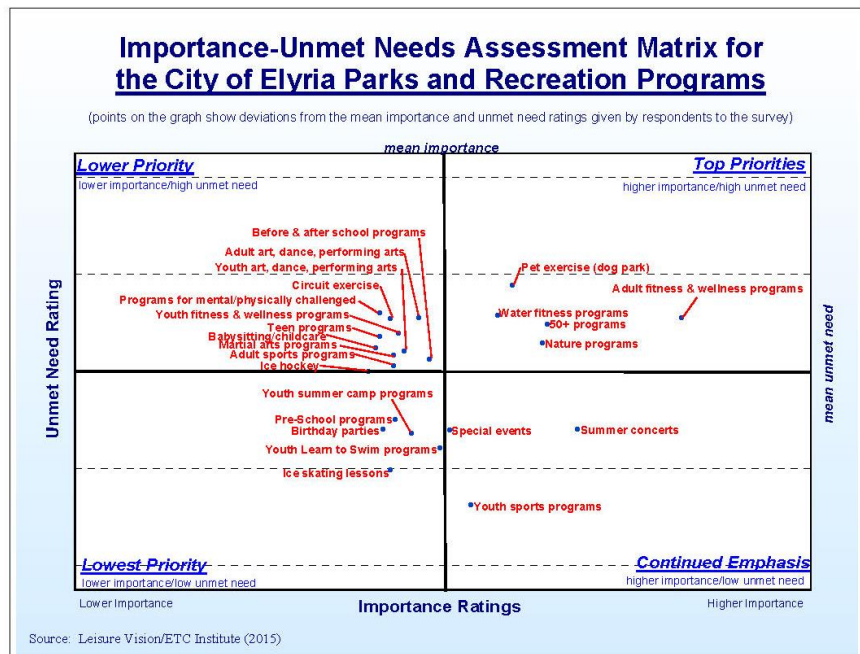 Importance-Unmet Needs Assessment Matrix for
the City of Elyria Parks and Recreation Programs
(points on the graph show deviations from the mean importance and unmet need ratings given by respondents to the survey)
mean importance
Lower Priority
lower importance/high unmet need
Top Priorities
higher importance/high unmet need
Before & after school programs
Adult art, dance, performing arts
Youth art, dance, performing arts
Circuit exercise
Programs for mental/physically challenged
Youth fitness & wellness programs
Teen programs
Babysitting/childcare
Martial arts programs
Adult sports programs
Ice hockey
Pet exercise (dog park)
Adult fitness & wellness programs
Water fitness programs
50+ programs
Nature programs
Unmet Need Rating
mean unmet need
Youth summer camp programs
Pre-School programs
Birthday parties
Youth Learn to Swim programs
Ice skating lessons
Special events
Summer concerts
Youth sports programs
Lowest Priority
lower importance/low unmet need
Continued Emphasis
higher importance/low unmet need
Lower Importance
Importance Ratings
Higher Importance
Source: Leisure Vision/ETC Institute (2015)